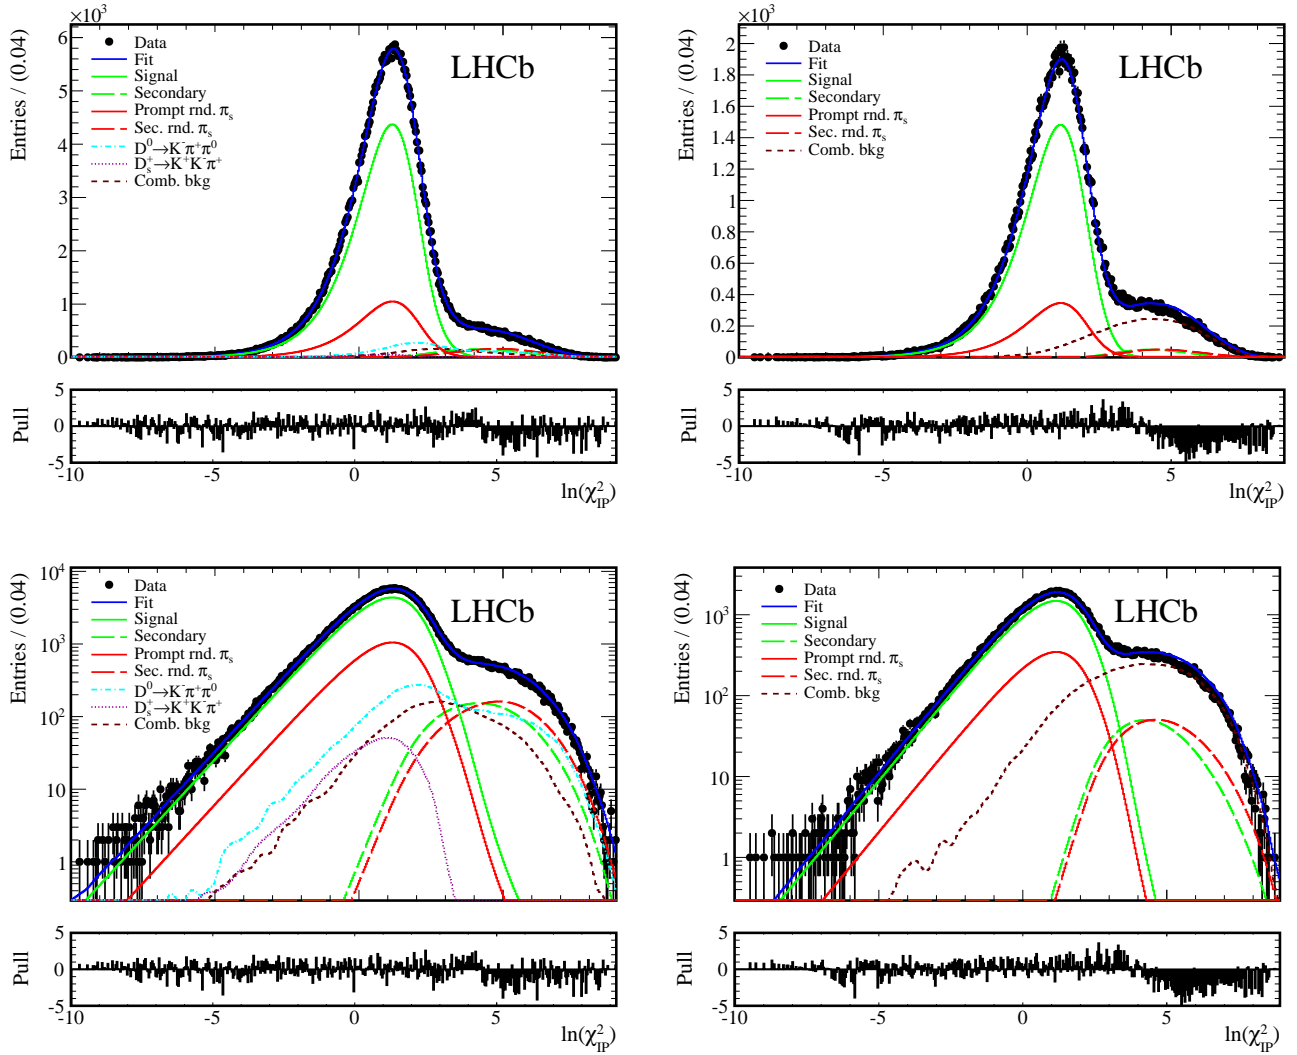 ×10³
Entries / (0.04)
6
5
4
3
2
1
0
Data
Fit
Signal
Secondary
Prompt rnd. πₛ
Sec. rnd. πₛ
D⁰→K⁻π⁺π⁰
Dₛ⁺→K⁺K⁻π⁺
Comb. bkg
LHCb
Pull
5
0
-5
-10 -5 0 5
ln(χ²_IP)
×10³
Entries / (0.04)
2
1.8
1.6
1.4
1.2
1
0.8
0.6
0.4
0.2
0
Data
Fit
Signal
Secondary
Prompt rnd. πₛ
Sec. rnd. πₛ
Comb. bkg
LHCb
Pull
5
0
-5
-10 -5 0 5
ln(χ²_IP)
Entries / (0.04)
10⁴
10³
10²
10
1
Data
Fit
Signal
Secondary
Prompt rnd. πₛ
Sec. rnd. πₛ
D⁰→K⁻π⁺π⁰
Dₛ⁺→K⁺K⁻π⁺
Comb. bkg
LHCb
Pull
5
0
-5
-10 -5 0 5
ln(χ²_IP)
Entries / (0.04)
10³
10²
10
1
Data
Fit
Signal
Secondary
Prompt rnd. πₛ
Sec. rnd. πₛ
Comb. bkg
LHCb
Pull
5
0
-5
-10 -5 0 5
ln(χ²_IP)